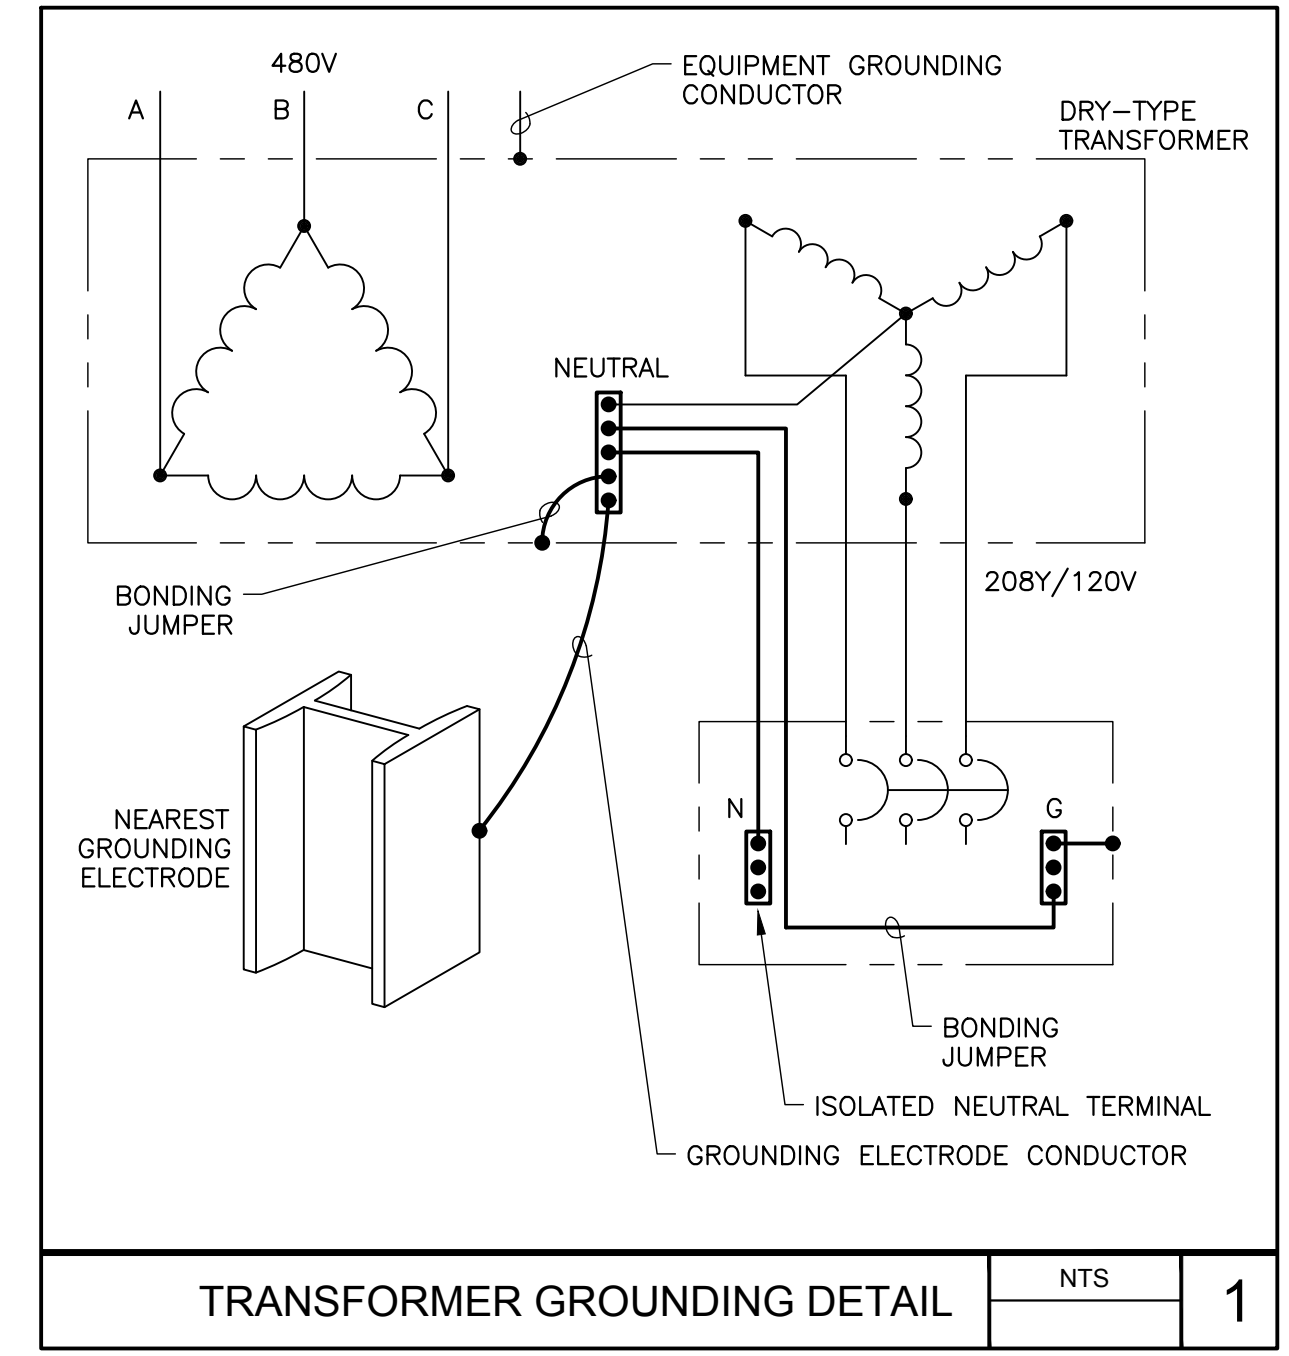 480V
EQUIPMENT GROUNDING
CONDUCTOR
A
B
C
DRY-TYPE
TRANSFORMER
NEUTRAL
208Y/120V
BONDING
JUMPER
NEAREST
GROUNDING
ELECTRODE
N
G
BONDING
JUMPER
ISOLATED NEUTRAL TERMINAL
GROUNDING ELECTRODE CONDUCTOR
TRANSFORMER GROUNDING DETAIL
NTS
1